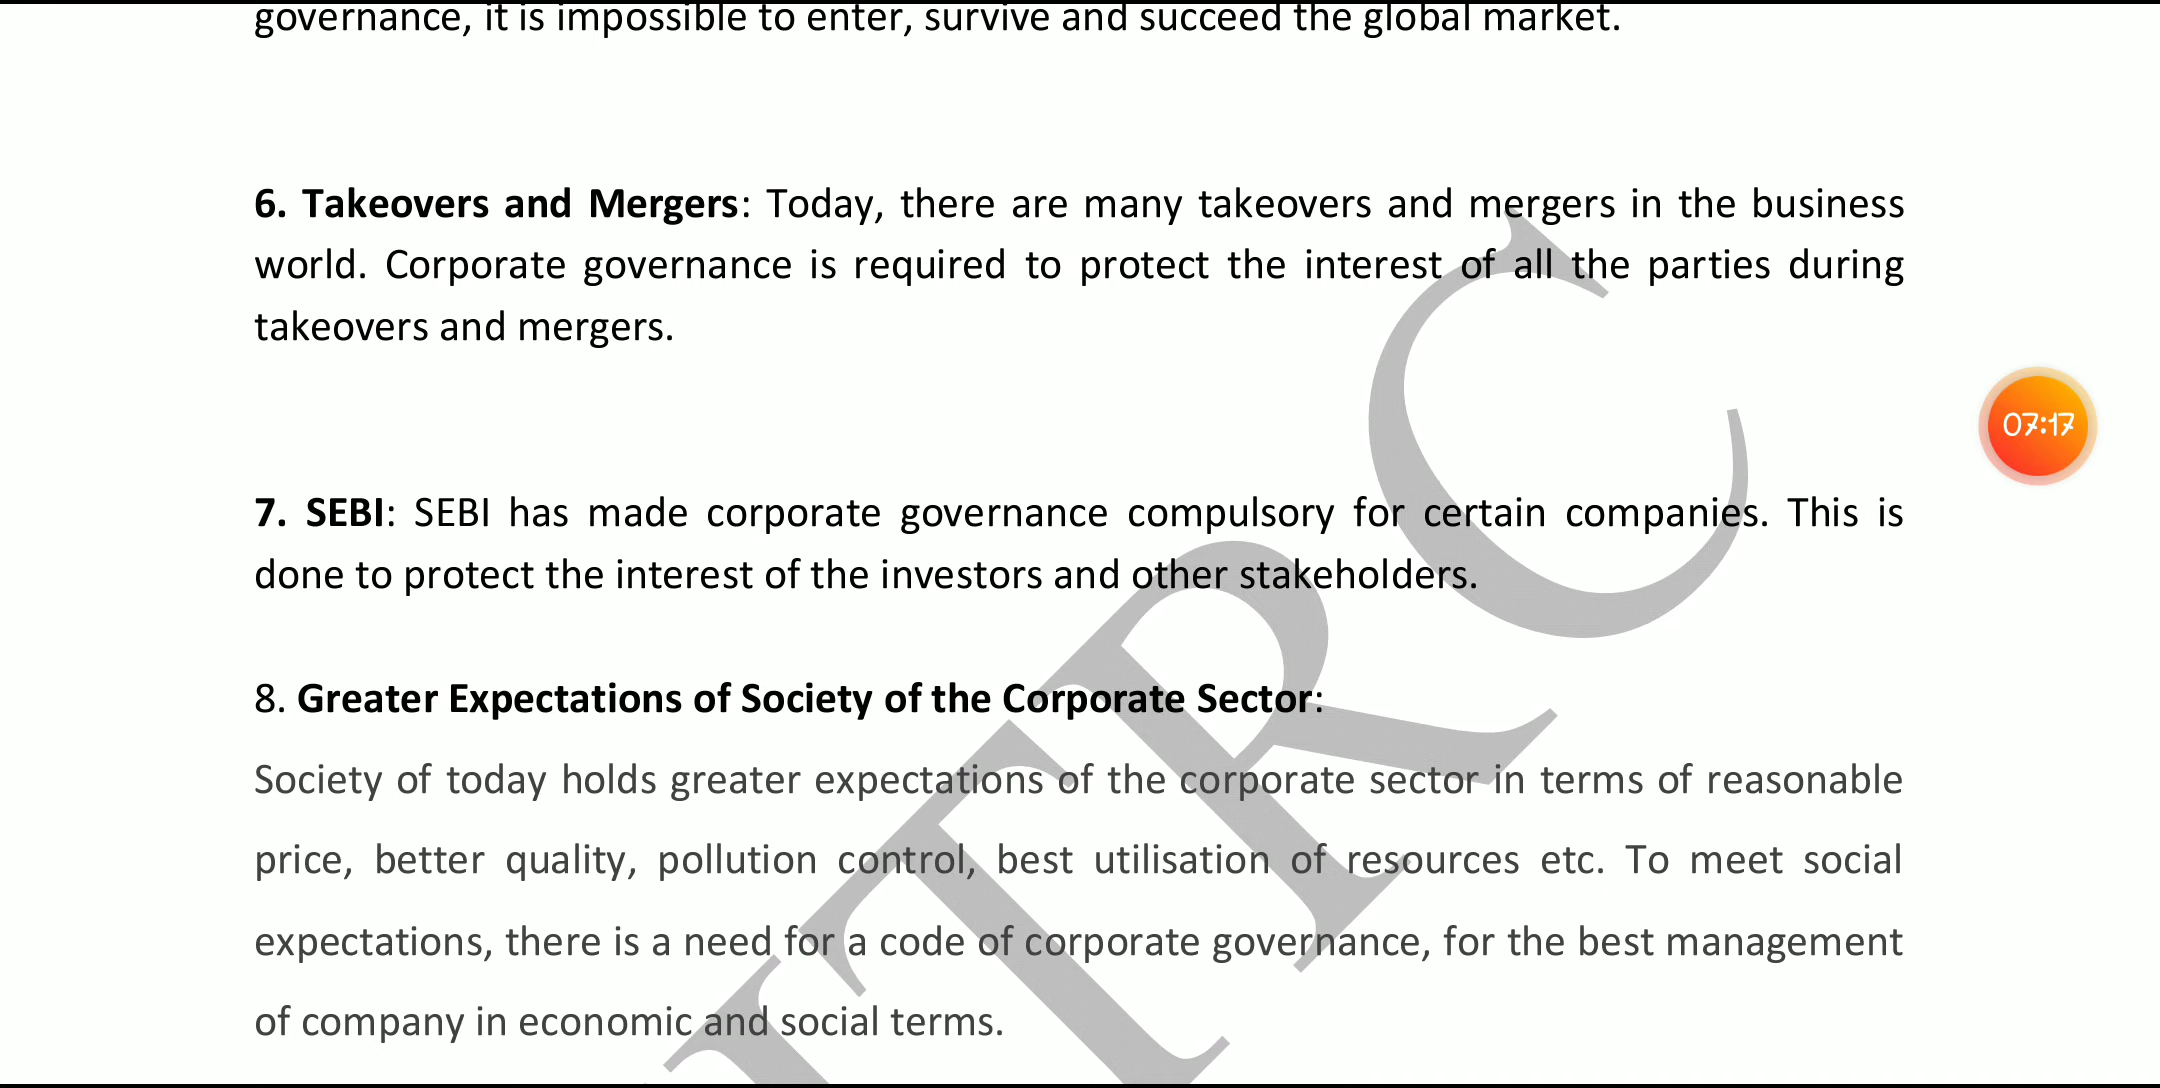 governance, it is impossible to enter, survive and succeed the global market.
6. Takeovers and Mergers: Today, there are many takeovers and mergers in the business
world. Corporate governance is required to protect the interest of all the parties during
takeovers and mergers.
07:17
7. SEBI: SEBI has made corporate governance compulsory for certain companies. This is
done to protect the interest of the investors and other stakeholders.
8. Greater Expectations of Society of the Corporate Sector:
Society of today holds greater expectations of the corporate sector in terms of reasonable
price, better quality, pollution control, best utilisation of resources etc. To meet social
expectations, there is a need for a code of corporate governance, for the best management
of company in economic and social terms.
TRC